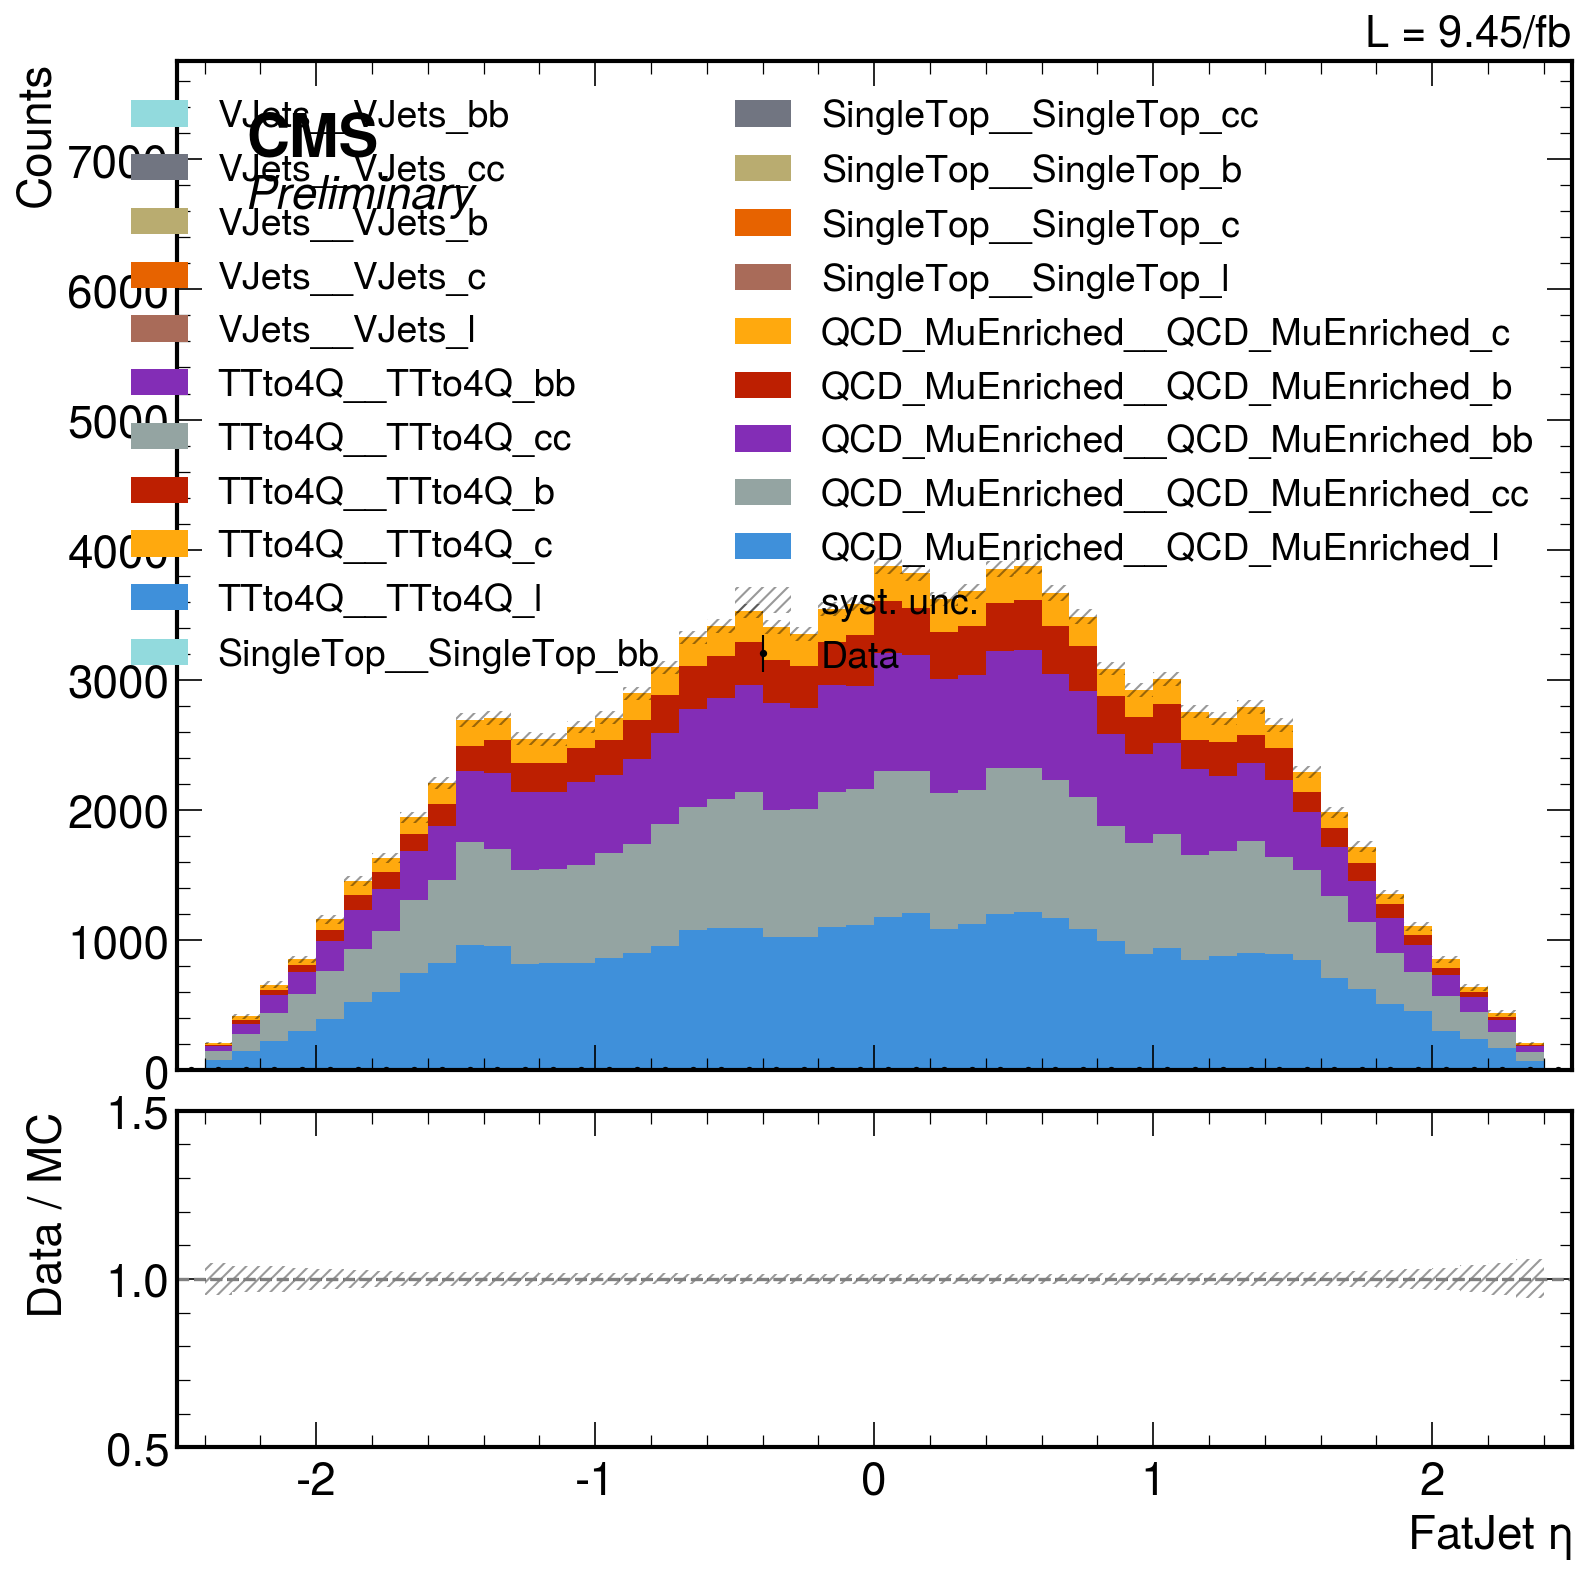 L = 9.45/fb
Counts
CMS
Preliminary
VJets__VJets_bb
VJets__VJets_cc
VJets__VJets_b
VJets__VJets_c
VJets__VJets_l
TTto4Q__TTto4Q_bb
TTto4Q__TTto4Q_cc
TTto4Q__TTto4Q_b
TTto4Q__TTto4Q_c
TTto4Q__TTto4Q_l
SingleTop__SingleTop_bb
SingleTop__SingleTop_cc
SingleTop__SingleTop_b
SingleTop__SingleTop_c
SingleTop__SingleTop_l
QCD_MuEnriched__QCD_MuEnriched_c
QCD_MuEnriched__QCD_MuEnriched_b
QCD_MuEnriched__QCD_MuEnriched_bb
QCD_MuEnriched__QCD_MuEnriched_cc
QCD_MuEnriched__QCD_MuEnriched_l
syst. unc.
Data
7000
6000
5000
4000
3000
2000
1000
0
Data / MC
1.5
1.0
0.5
-2
-1
0
1
2
FatJet η